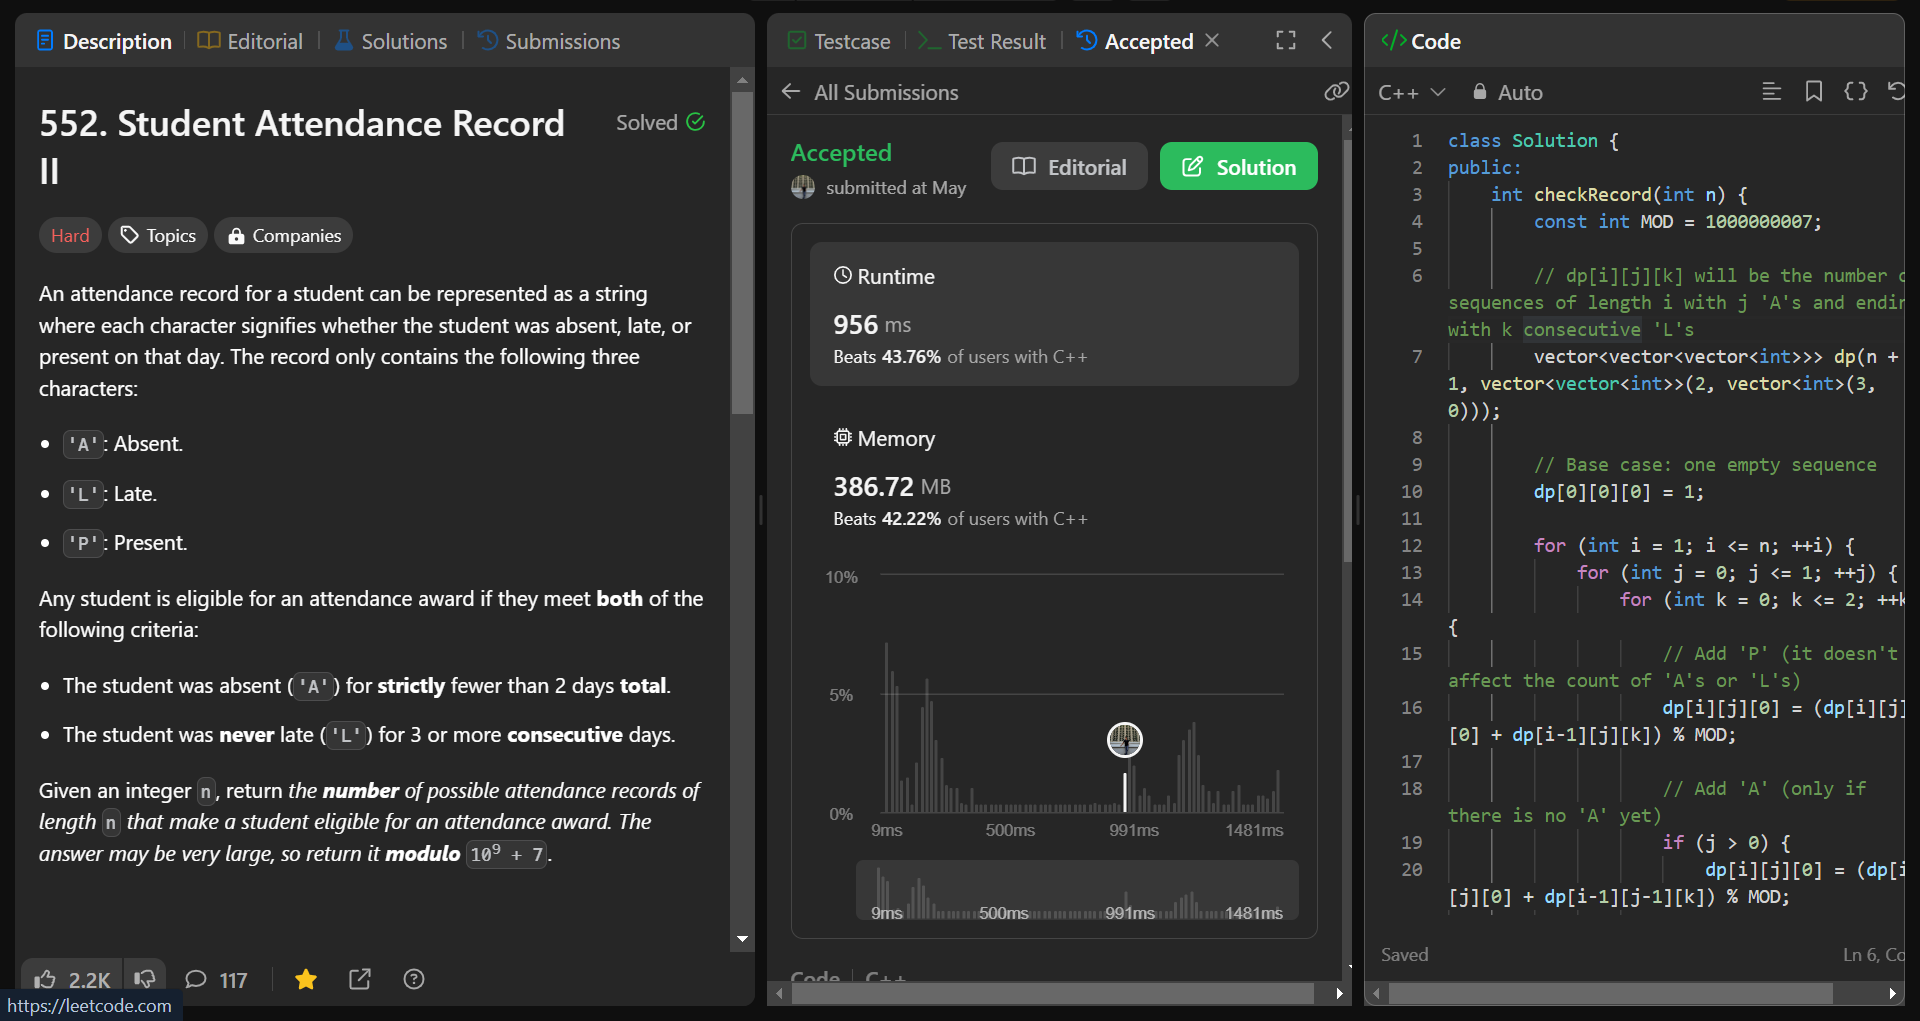 Description
Editorial
Solutions
Submissions
552. Student Attendance Record
II
Solved
Hard
Topics
Companies
An attendance record for a student can be represented as a string
where each character signifies whether the student was absent, late, or
present on that day. The record only contains the following three
characters:
• 'A': Absent.
• 'L': Late.
• 'P': Present.
Any student is eligible for an attendance award if they meet both of the
following criteria:
• The student was absent ('A') for strictly fewer than 2 days total.
• The student was never late ('L') for 3 or more consecutive days.
Given an integer n, return the number of possible attendance records of
length n that make a student eligible for an attendance award. The
answer may be very large, so return it modulo 10⁹ + 7.
2.2K
117
https://leetcode.com
Testcase
Test Result
Accepted
All Submissions
Accepted
submitted at May
Editorial
Solution
Runtime
956 ms
Beats 43.76% of users with C++
Memory
386.72 MB
Beats 42.22% of users with C++
10%
5%
0%
9ms 500ms 991ms 1481ms
9ms 500ms 991ms 1481ms
Code C++
Code
C++
Auto
1 class Solution {
2 public:
3 int checkRecord(int n) {
4 const int MOD = 1000000007;
5
6 // dp[i][j][k] will be the number
sequences of length i with j 'A's and endin
with k consecutive 'L's
7 vector<vector<vector<int>>> dp(n +
1, vector<vector<int>>(2, vector<int>(3,
0)));
8
9 // Base case: one empty sequence
10 dp[0][0][0] = 1;
11
12 for (int i = 1; i <= n; ++i) {
13 for (int j = 0; j <= 1; ++j) {
14 for (int k = 0; k <= 2; ++k
{
15 // Add 'P' (it doesn't
affect the count of 'A's or 'L's)
16 dp[i][j][0] = (dp[i][j]
[0] + dp[i-1][j][k]) % MOD;
17
18 // Add 'A' (only if
there is no 'A' yet)
19 if (j > 0) {
20 dp[i][j][0] = (dp[i
[j][0] + dp[i-1][j-1][k]) % MOD;
Saved
Ln 6, Co